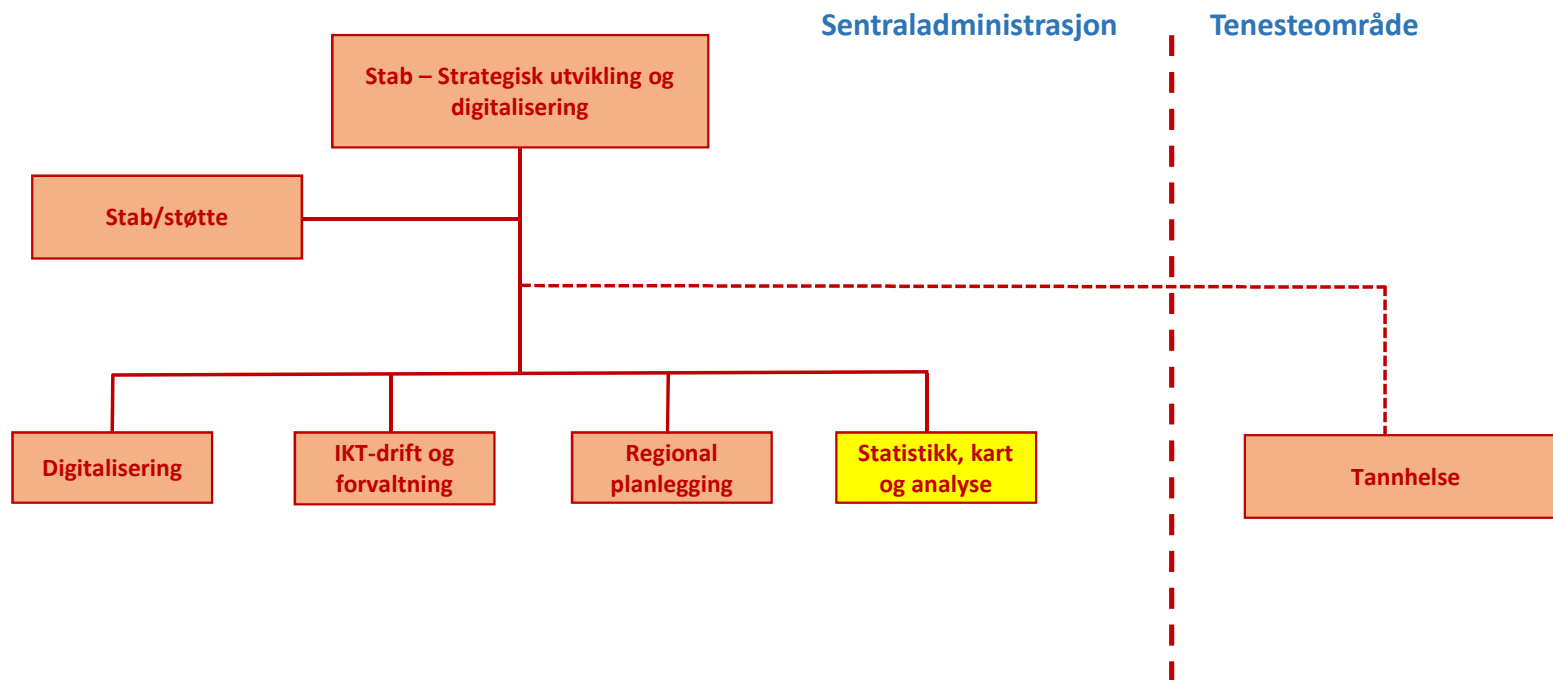 Sentraladministrasjon
Tenesteområde
Stab – Strategisk utvikling og
digitalisering
Stab/støtte
Digitalisering
IKT-drift og
forvaltning
Regional
planlegging
Statistikk, kart
og analyse
Tannhelse